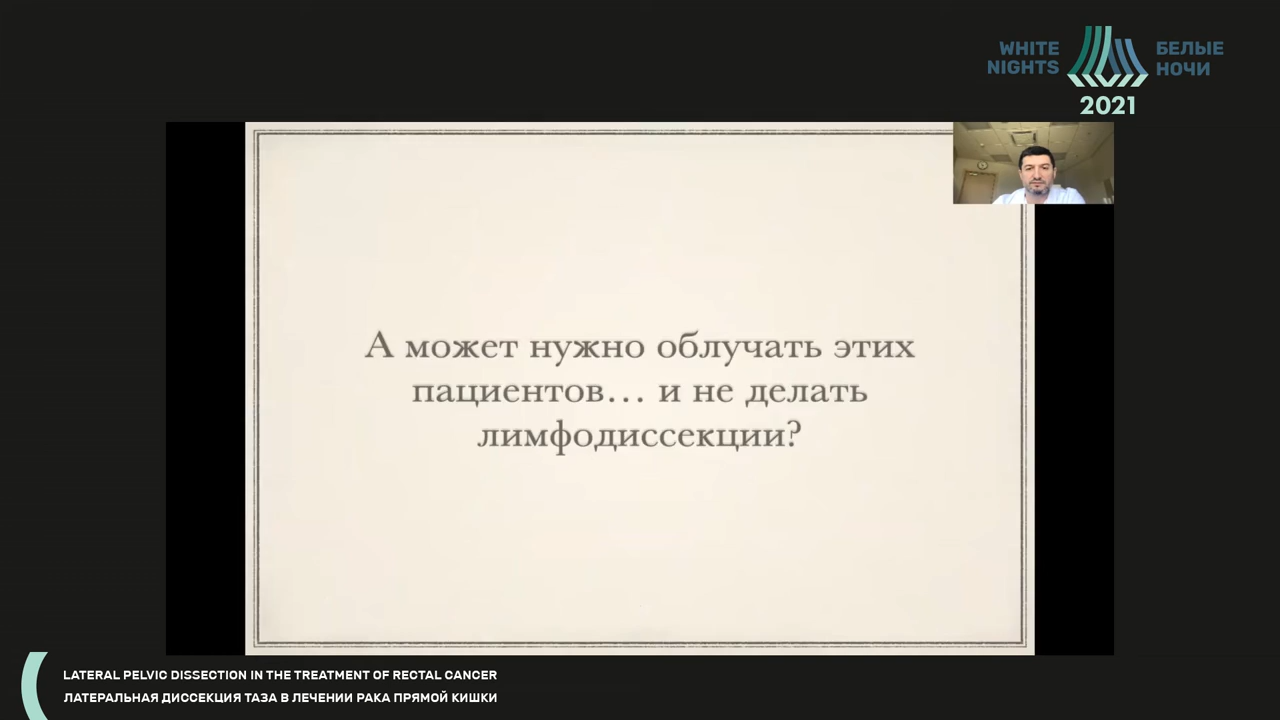 WHITE
NIGHTS
БЕЛЫЕ
НОЧИ
2021
А может нужно облучать этих
пациентов... и не делать
лимфодиссекции?
LATERAL PELVIC DISSECTION IN THE TREATMENT OF RECTAL CANCER
ЛАТЕРАЛЬНАЯ ДИССЕКЦИЯ ТАЗА В ЛЕЧЕНИИ РАКА ПРЯМОЙ КИШКИ